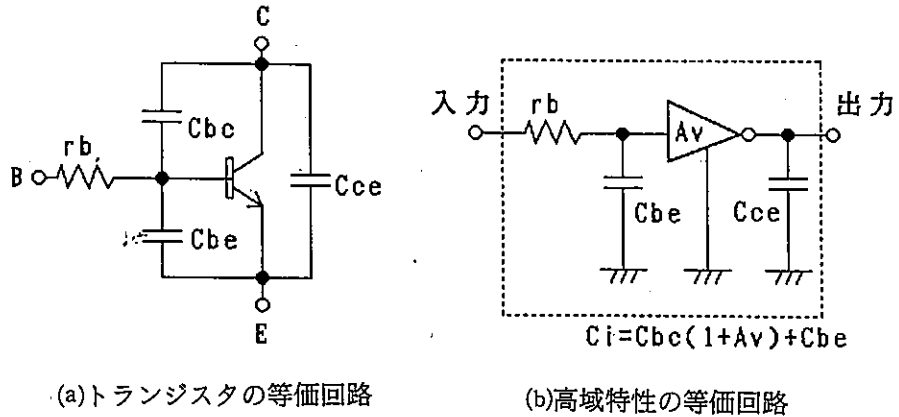 C
Cbc
rb
B
Cce
Cbe
E
(a)トランジスタの等価回路
入力
rb
Av
出力
Cbe
Cce
Ci=Cbc(1+Av)+Cbe
(b)高域特性の等価回路